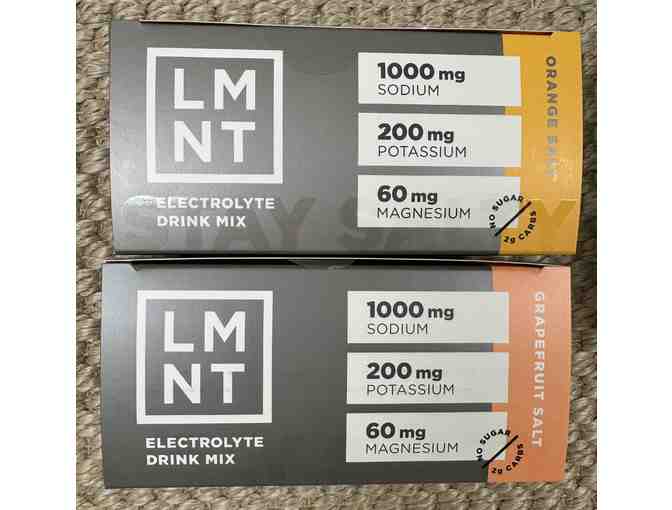 LM
NT
ELECTROLYTE
DRINK MIX
STAY SALTY
1000 mg
SODIUM
200 mg
POTASSIUM
60 mg
MAGNESIUM
NO SUGAR
2g CARBS
ORANGE SALT
LM
NT
ELECTROLYTE
DRINK MIX
1000 mg
SODIUM
200 mg
POTASSIUM
60 mg
MAGNESIUM
NO SUGAR
2g CARBS
GRAPEFRUIT SALT